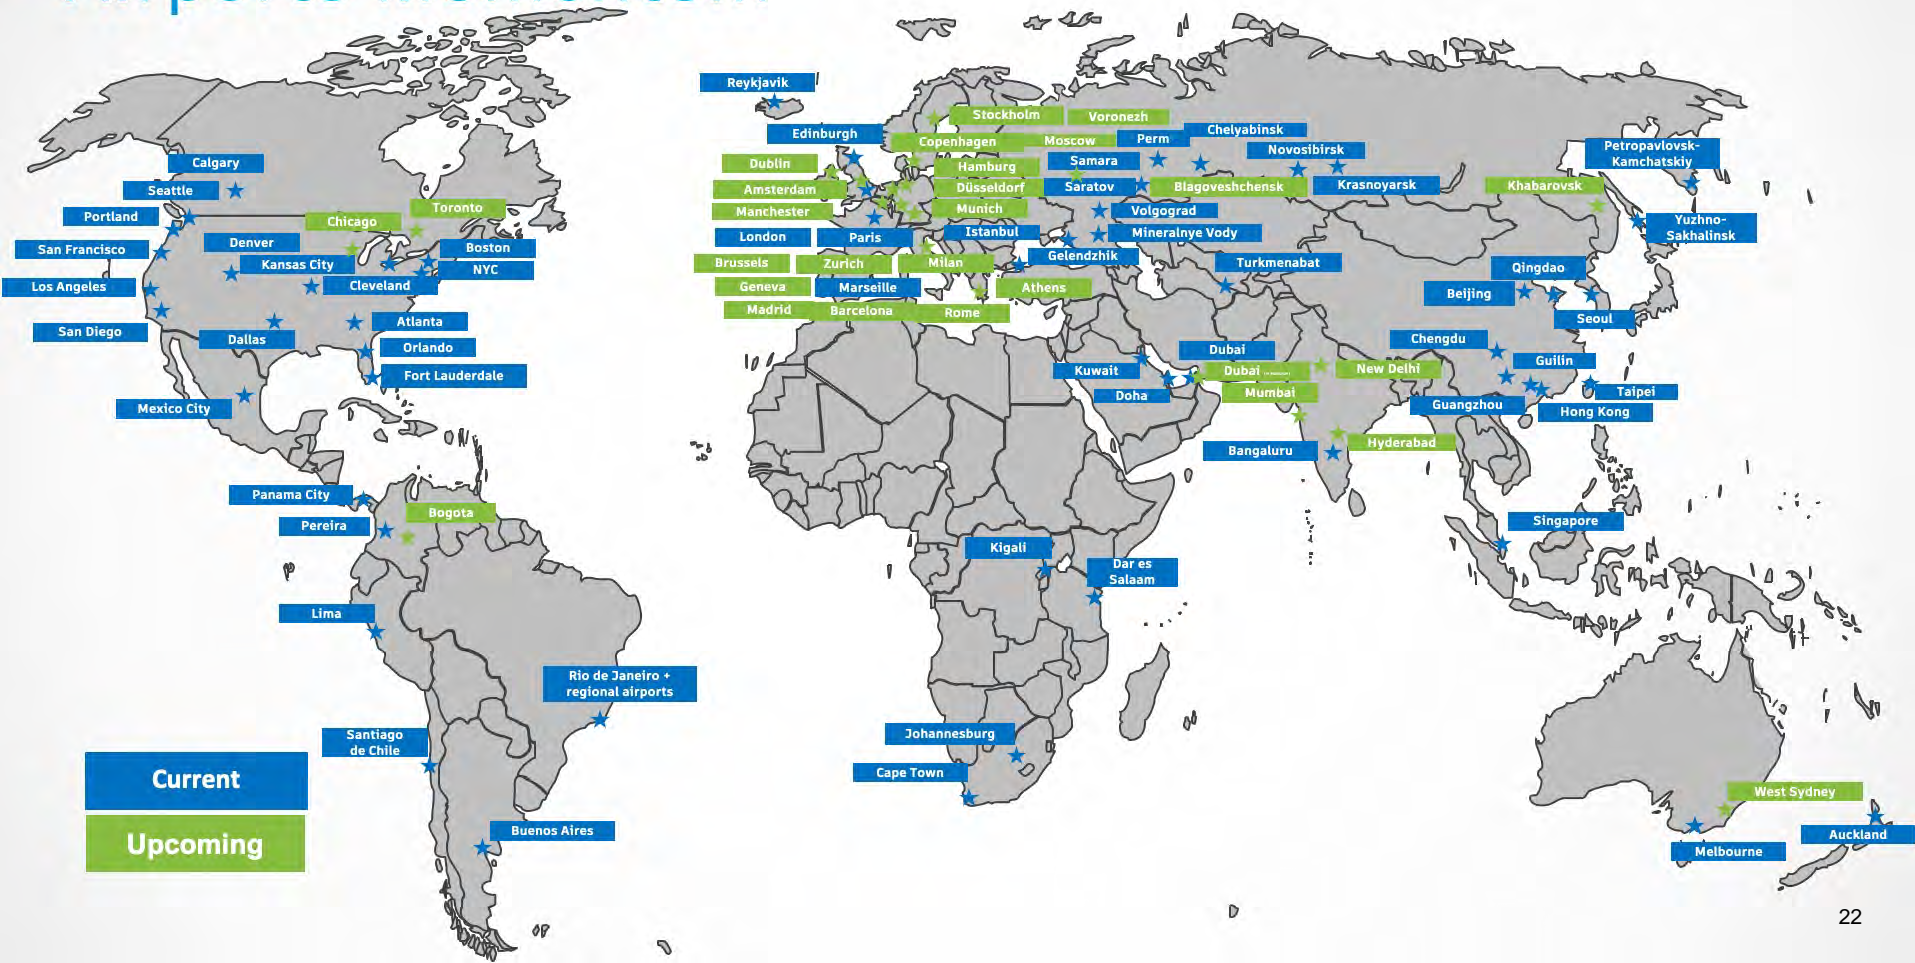 Reykjavik
Stockholm
Voronezh
Edinburgh
Copenhagen
Moscow
Perm
Chelyabinsk
Calgary
Dublin
Hamburg
Samara
Novosibirsk
Petropavlovsk-
Kamchatskiy
Seattle
Amsterdam
Düsseldorf
Saratov
Blagoveshchensk
Krasnoyarsk
Khabarovsk
Portland
Chicago
Toronto
Manchester
Munich
Volgograd
Yuzhno-
Sakhalinsk
San Francisco
Denver
Boston
London
Paris
Istanbul
Mineralnye Vody
Kansas City
NYC
Brussels
Zurich
Milan
Gelendzhik
Turkmenabat
Qingdao
Los Angeles
Cleveland
Geneva
Marseille
Athens
Beijing
San Diego
Atlanta
Madrid
Barcelona
Rome
Seoul
Dallas
Orlando
Dubai
Chengdu
Fort Lauderdale
Kuwait
Dubai
New Delhi
Guilin
Mexico City
Doha
Mumbai
Guangzhou
Taipei
Hong Kong
Bangaluru
Hyderabad
Panama City
Bogota
Pereira
Singapore
Kigali
Dar es
Salaam
Lima
Rio de Janeiro +
regional airports
Santiago
de Chile
Johannesburg
Cape Town
Current
Upcoming
West Sydney
Buenos Aires
Auckland
Melbourne
22